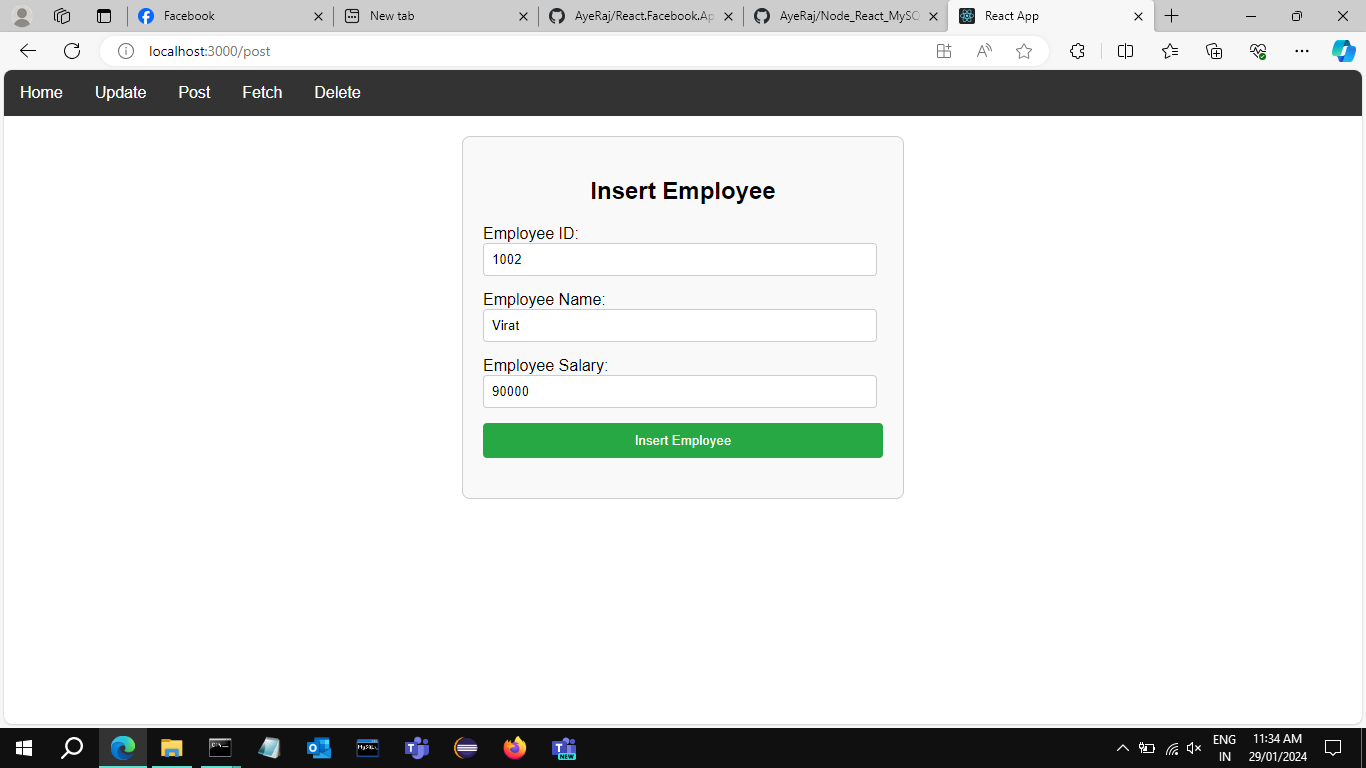 Facebook
New tab
AyeRaj/React.Facebook.Ap
AyeRaj/Node_React_MySQ
React App
localhost:3000/post
Home Update Post Fetch Delete
Insert Employee
Employee ID:
1002
Employee Name:
Virat
Employee Salary:
90000
Insert Employee
ENG
IN
11:34 AM
29/01/2024
NEW